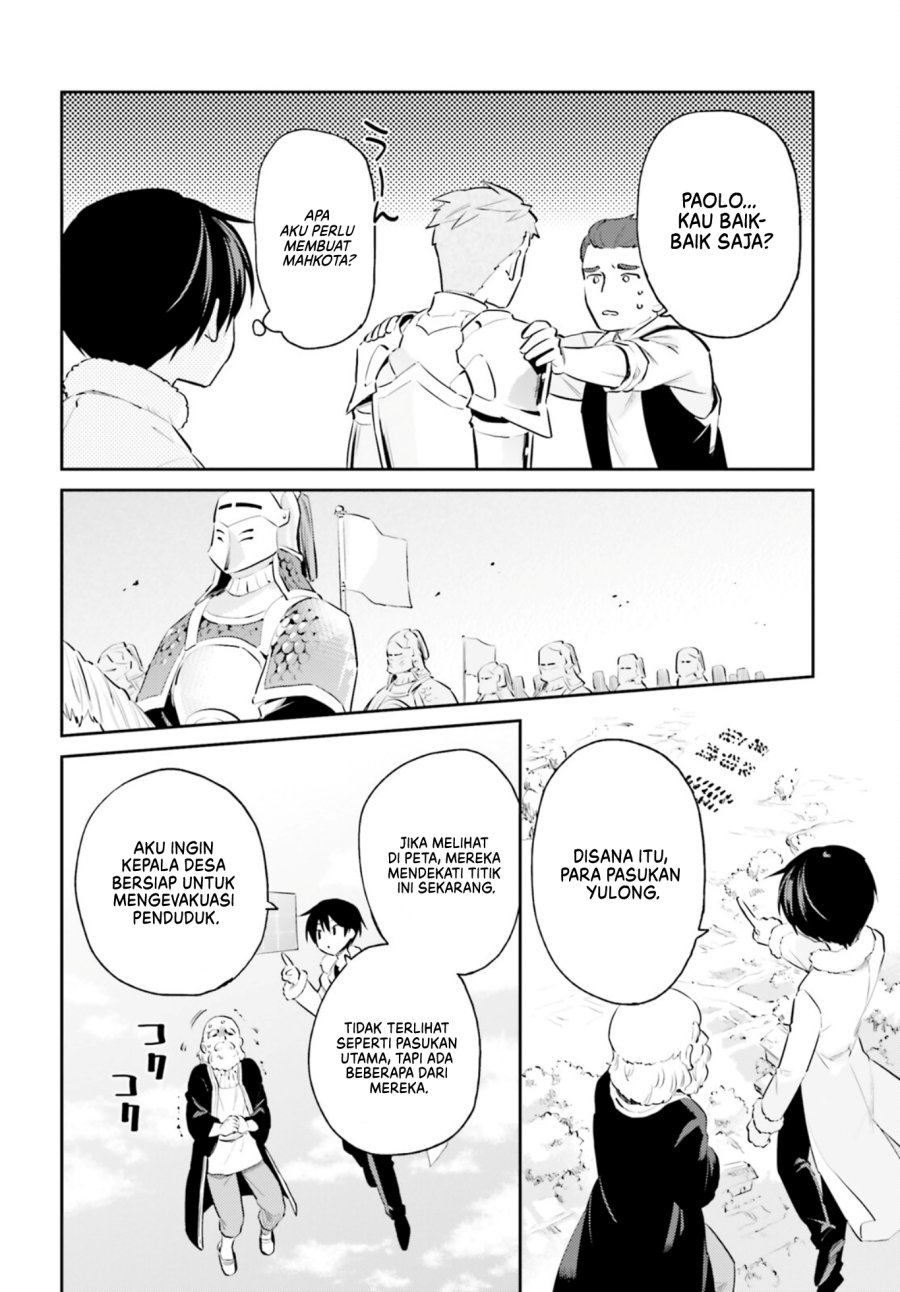 PAOLO...
KAU BAIK-
BAIK SAJA?
うーん
APA
AKU PERLU
MEMBUAT
MAHKOTA?
DISANA ITU,
PARA PASUKAN
YULONG.
JIKA MELIHAT
DI PETA, MEREKA
MENDEKATI TITIK
INI SEKARANG.
TIDAK TERLIHAT
SEPERTI PASUKAN
UTAMA, TAPI ADA
BEBERAPA DARI
MEREKA.
AKU INGIN
KEPALA DESA
BERSIAP UNTUK
MENGEVAKUASI
PENDUDUK.
コクコク